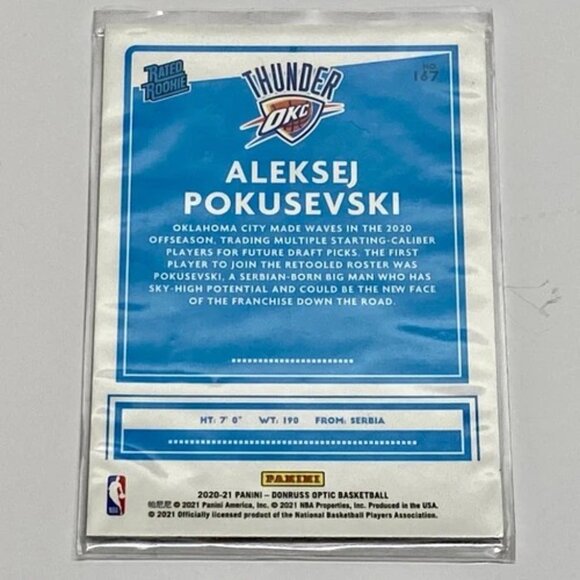 RATED
ROOKIE
THUNDER
OKC
NO.
167
ALEKSEJ
POKUSEVSKI
OKLAHOMA CITY MADE WAVES IN THE 2020
OFFSEASON, TRADING MULTIPLE STARTING-CALIBER
PLAYERS FOR FUTURE DRAFT PICKS. THE FIRST
PLAYER TO JOIN THE RETOOLED ROSTER WAS
POKUSEVSKI, A SERBIAN-BORN BIG MAN WHO HAS
SKY-HIGH POTENTIAL AND COULD BE THE NEW FACE
OF THE FRANCHISE DOWN THE ROAD.
HT: 7' 0" WT: 190 FROM: SERBIA
PANINI
2020-21 PANINI – DONRUSS OPTIC BASKETBALL
帕尼尼 © 2021 Panini America, Inc. © 2021 NBA Properties, Inc. Produced in the USA.
© 2021 Officially licensed product of the National Basketball Players Association.
NBA